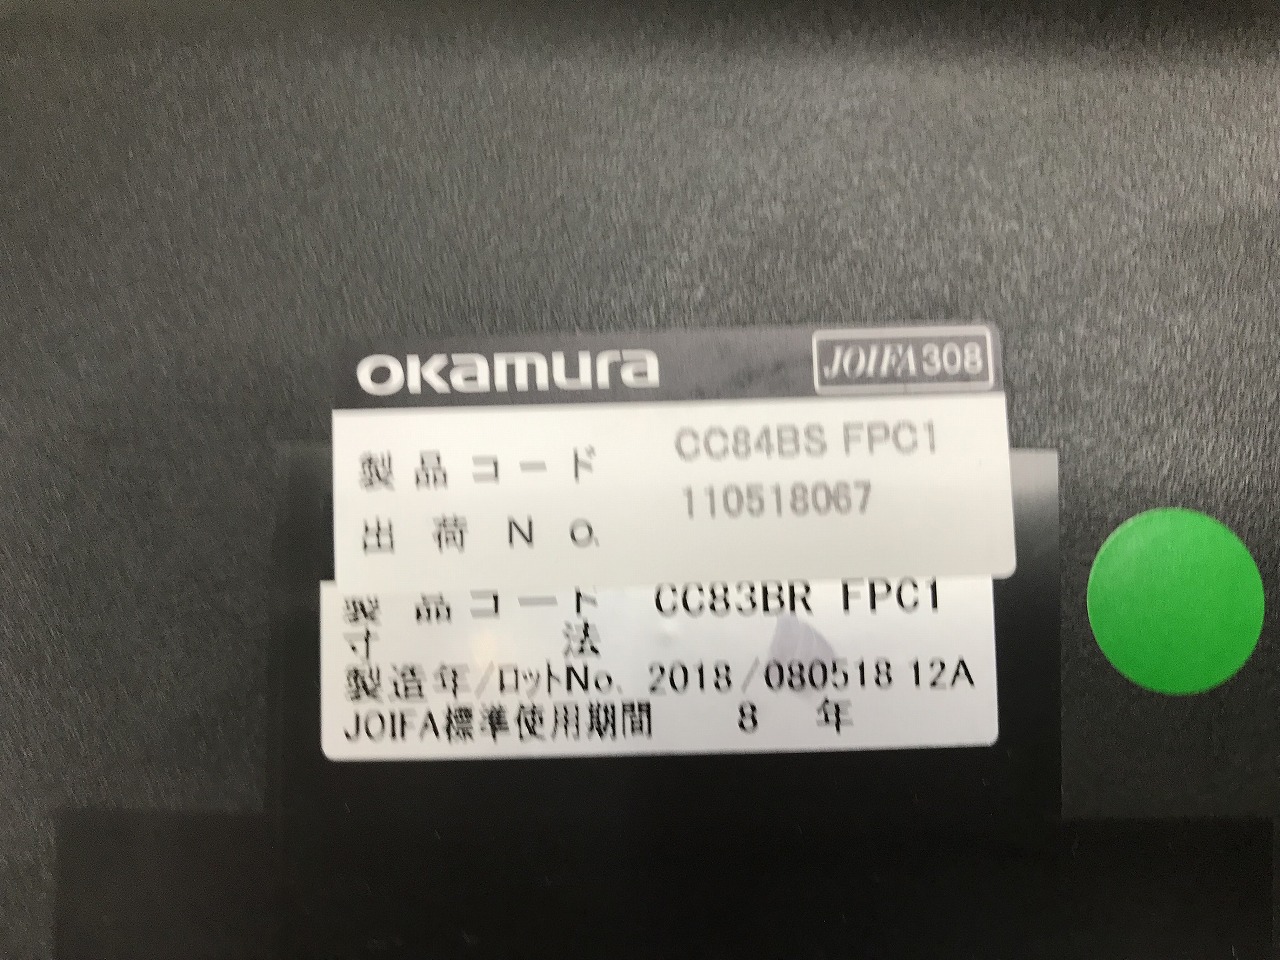 okamura JOIFA308
製品コード CC84BS FPC1
出荷No. 110518067
製品コード CC83BR FPC1
寸法
製造年/ロットNo. 2018/080518 12A
JOIFA標準使用期間 8年